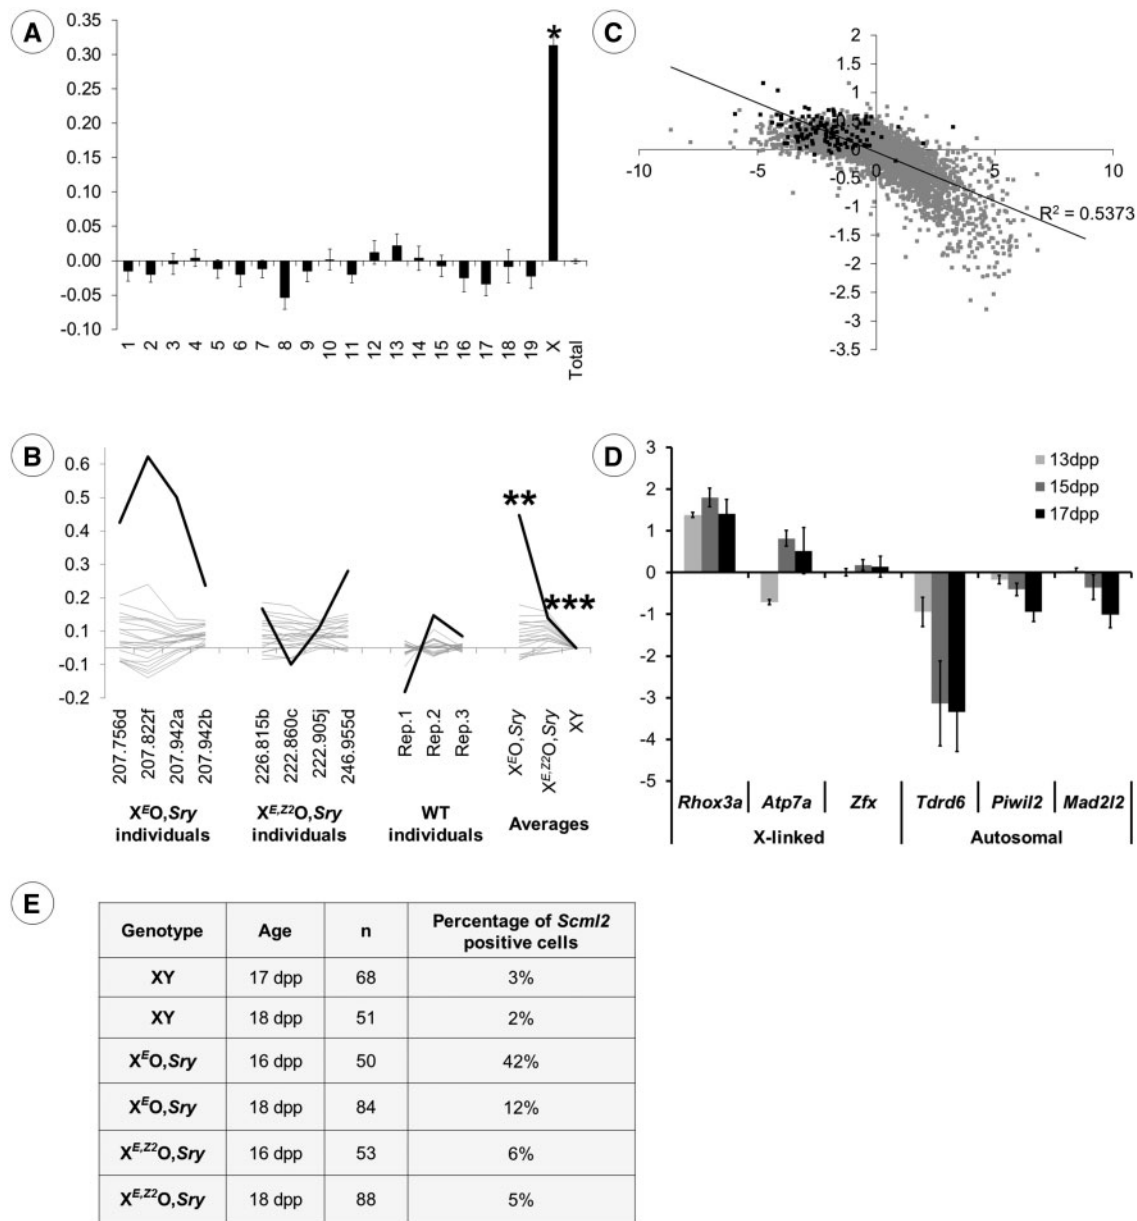 A
0.35
0.30
0.25
0.20
0.15
0.10
0.05
0.00
-0.05
-0.10
*
1 2 3 4 5 6 7 8 9 10 11 12 13 14 15 16 17 18 19 X Total
C
2
1.5
1
0.5
0
-0.5
-1
-1.5
-2
-2.5
-3
-3.5
-10 -5 0 5 10
R² = 0.5373
B
0.6
0.5
0.4
0.3
0.2
0.1
-0.1
-0.2
**
***
207.756d 207.822f 207.942a 207.942b
226.815b 222.860c 222.905j 246.955d
Rep.1 Rep.2 Rep.3
XᴱO,Sry Xᴱ,ᶻ²O,Sry XY
XᴱO,Sry individuals
Xᴱ,ᶻ²O,Sry individuals
WT individuals
Averages
D
3
2
1
0
-1
-2
-3
-4
-5
13dpp
15dpp
17dpp
Rhox3a Atp7a Zfx Tdrd6 Piwil2 Mad2l2
X-linked Autosomal
E
Genotype Age n Percentage of Scml2 positive cells
XY 17 dpp 68 3%
XY 18 dpp 51 2%
XᴱO,Sry 16 dpp 50 42%
XᴱO,Sry 18 dpp 84 12%
Xᴱ,ᶻ²O,Sry 16 dpp 53 6%
Xᴱ,ᶻ²O,Sry 18 dpp 88 5%